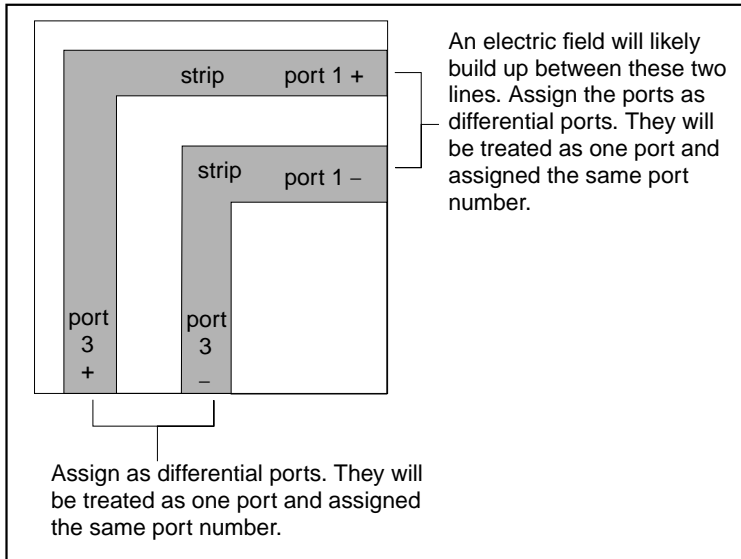 strip port 1 +
An electric field will likely
build up between these two
lines. Assign the ports as
differential ports. They will
be treated as one port and
assigned the same port
number.
strip port 1 –
port
3
+
port
3
–
Assign as differential ports. They will
be treated as one port and assigned
the same port number.